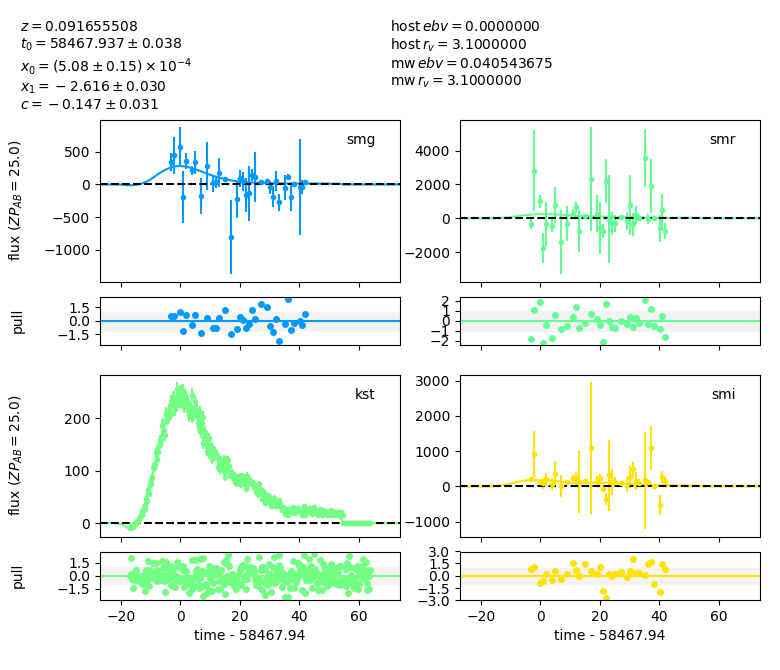 z = 0.091655508
t₀ = 58467.937 ± 0.038
x₀ = (5.08 ± 0.15) × 10⁻⁴
x₁ = −2.616 ± 0.030
c = −0.147 ± 0.031
host ebv = 0.0000000
host r_v = 3.1000000
mw ebv = 0.040543675
mw r_v = 3.1000000
flux (ZP_AB = 25.0)
500
0
−500
−1000
smg
4000
2000
0
−2000
smr
pull
1.5
0.0
−1.5
2
1
0
−1
−2
flux (ZP_AB = 25.0)
200
100
0
kst
3000
2000
1000
0
−1000
smi
pull
1.5
0.0
−1.5
3.0
1.5
0.0
−1.5
−3.0
−20 0 20 40 60
−20 0 20 40 60
time - 58467.94
time - 58467.94